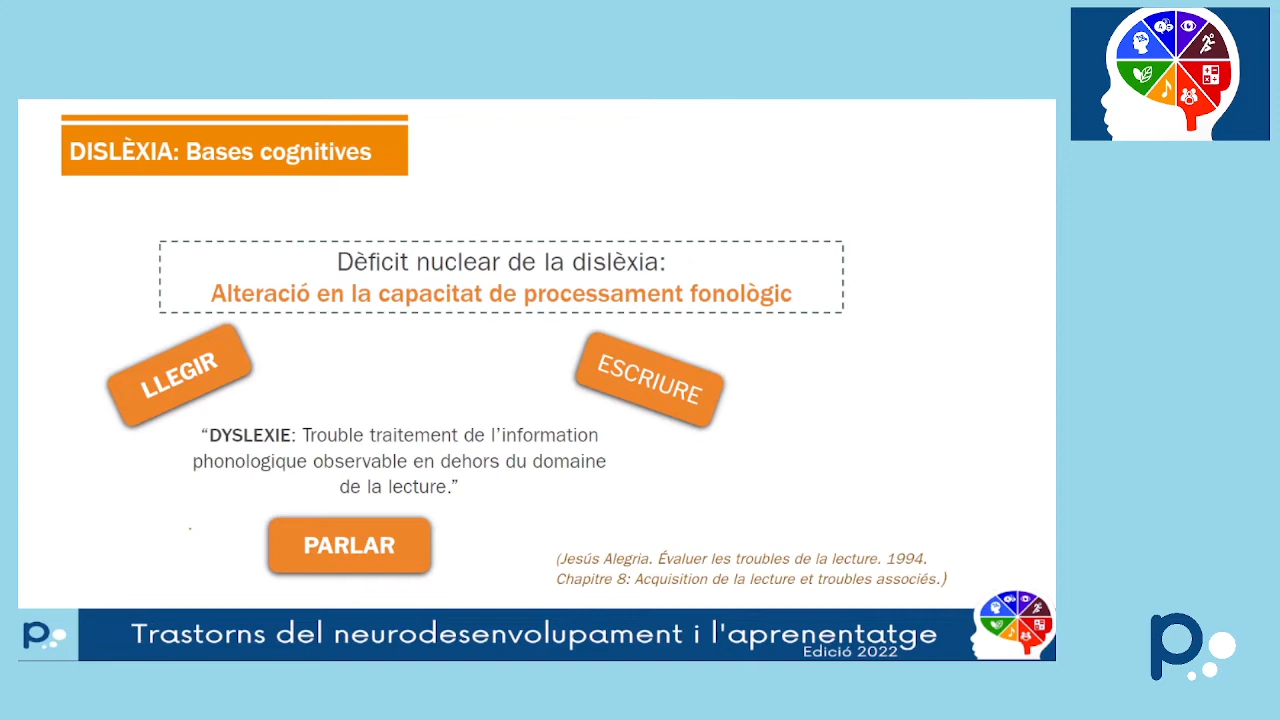 DISLÈXIA: Bases cognitives
Dèficit nuclear de la dislèxia:
Alteració en la capacitat de processament fonològic
LLEGIR
ESCRIURE
“DYSLEXIE: Trouble traitement de l’information
phonologique observable en dehors du domaine
de la lecture.”
PARLAR
(Jesús Alegria. Évaluer les troubles de la lecture. 1994.
Chapitre 8: Acquisition de la lecture et troubles associés.)
p
Trastorns del neurodesenvolupament i l'aprenentatge
Edició 2022
p